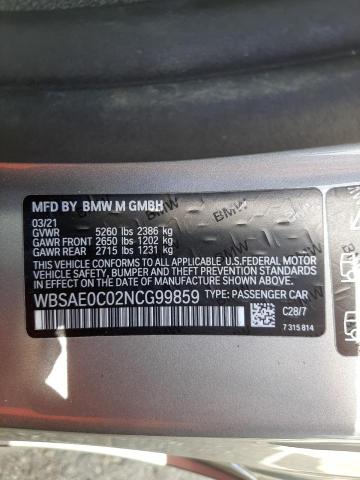 MFD BY BMW M GMBH
03/21
GVWR 5260 lbs 2386 kg
GAWR FRONT 2650 lbs 1202 kg
GAWR REAR 2715 lbs 1231 kg
THIS VEHICLE CONFORMS TO ALL APPLICABLE U.S.FEDERAL MOTOR
VEHICLE SAFETY, BUMPER, AND THEFT PREVENTION STANDARDS
IN EFFECT ON THE DATE OF MANUFACTURE SHOWN ABOVE.
WBSAE0C02NCG99859 TYPE: PASSENGER CAR
C28/7
7 315 814